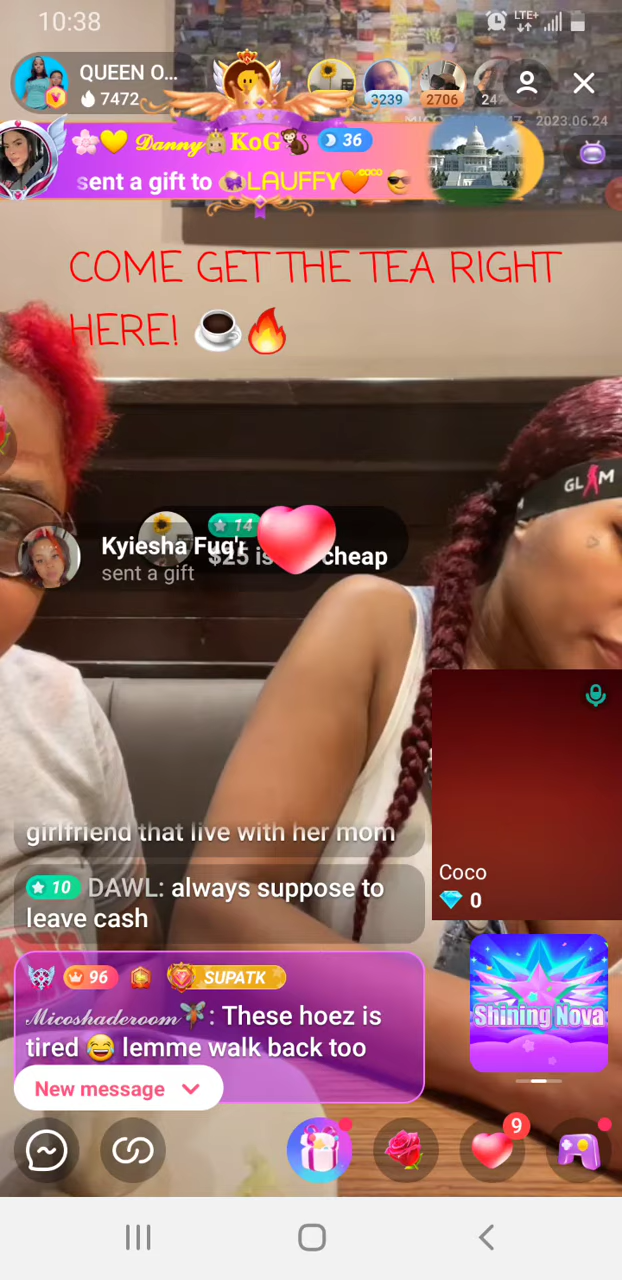 10:38
LTE+
QUEEN O...
7472
3239
2706
24
2023.06.24
𝓓𝓪𝓷𝓷𝔂 KoG 36
sent a gift to LAUFFY
COME GET THE TEA RIGHT
HERE! ☕🔥
GLAM
14
Kyiesha Fuq't
$25 is cheap
sent a gift
girlfriend that live with her mom
10 DAWL: always suppose to
leave cash
96 SUPATK
𝓜𝓲𝓬𝓸𝓼𝓱𝓪𝓭𝓮𝓻𝓸𝓸𝓶: These hoez is
tired 😂 lemme walk back too
New message
Coco
0
Shining Nova
9